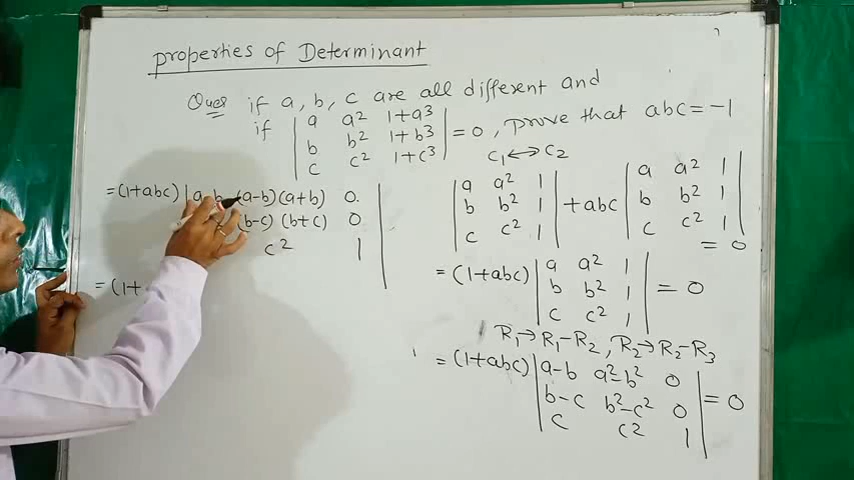 properties of Determinant
Ques if a, b, c are all different and
if | a a² 1+a³ |
| b b² 1+b³ | = 0, prove that abc = -1
| c c² 1+c³ |
C₁ ↔ C₂
| a a² 1 | + abc | a a² 1 |
| b b² 1 | | b b² 1 |
| c c² 1 | | c c² 1 | = 0
= (1+abc) | a a² 1 |
| b b² 1 | = 0
| c c² 1 |
R₁ → R₁-R₂, R₂ → R₂-R₃
= (1+abc) | a-b a²-b² 0 |
| b-c b²-c² 0 | = 0
| c c² 1 |
= (1+abc) | a-b (a-b)(a+b) 0 |
(b-c) (b+c) 0 |
c² 1 |
= (1+